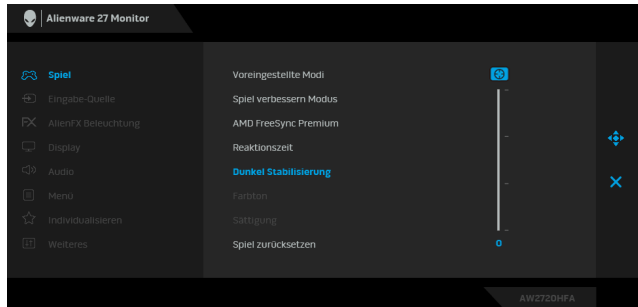 Alienware 27 Monitor
Spiel
Eingabe-Quelle
AlienFX Beleuchtung
Display
Audio
Menü
Individualisieren
Weiteres
Voreingestellte Modi
Spiel verbessern Modus
AMD FreeSync Premium
Reaktionszeit
Dunkel Stabilisierung
Farbton
Sättigung
Spiel zurücksetzen
0
AW2720HFA